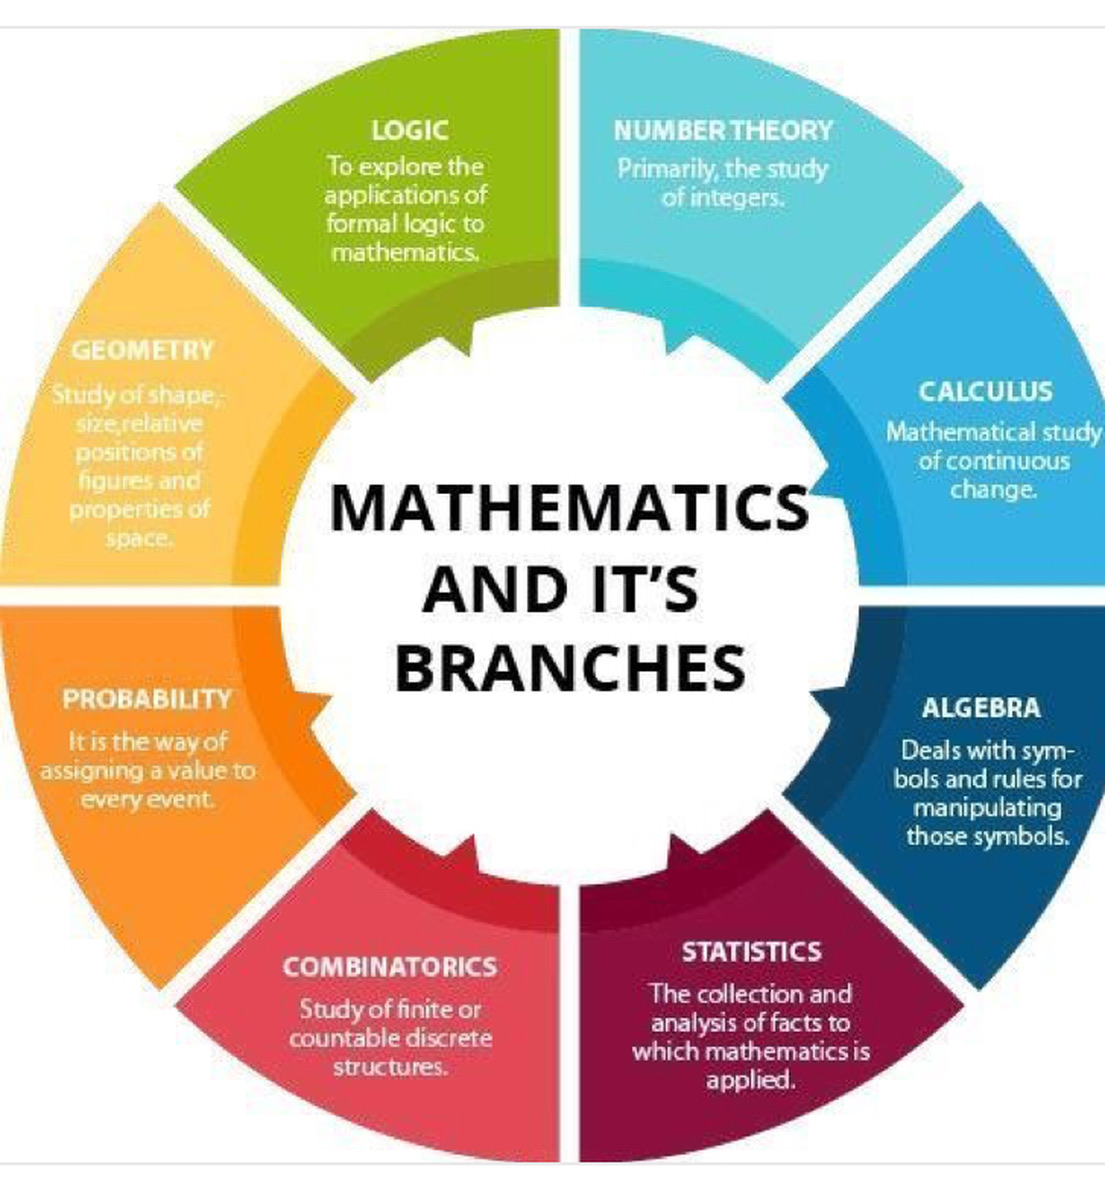 MATHEMATICS
AND IT'S
BRANCHES
LOGIC
To explore the
applications of
formal logic to
mathematics.
NUMBER THEORY
Primarily, the study
of integers.
CALCULUS
Mathematical study
of continuous
change.
ALGEBRA
Deals with sym-
bols and rules for
manipulating
those symbols.
STATISTICS
The collection and
analysis of facts to
which mathematics is
applied.
COMBINATORICS
Study of finite or
countable discrete
structures.
PROBABILITY
It is the way of
assigning a value to
every event.
GEOMETRY
Study of shape,-
size,relative
positions of
figures and
properties of
space.